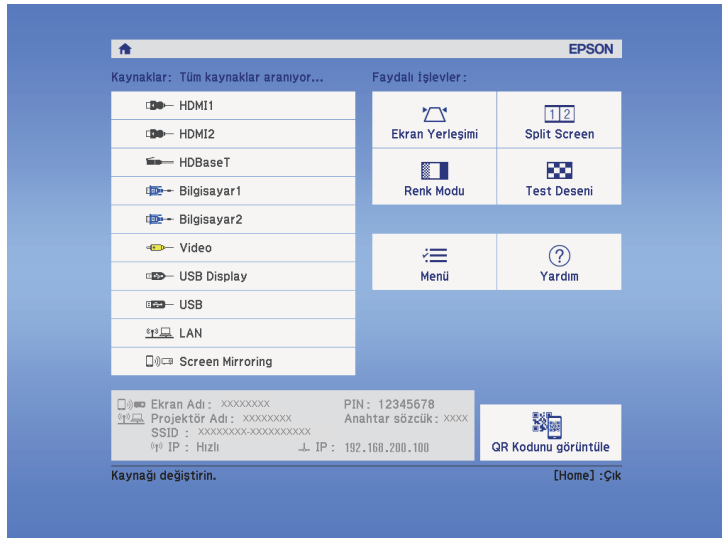 EPSON
Kaynaklar: Tüm kaynaklar aranıyor...
HDMI1
HDMI2
HDBaseT
Bilgisayar1
Bilgisayar2
Video
USB Display
USB
LAN
Screen Mirroring
Faydalı İşlevler:
Ekran Yerleşimi
1 2
Split Screen
Renk Modu
Test Deseni
Menü
?
Yardım
Ekran Adı: XXXXXXXX PIN: 12345678
Projektör Adı: XXXXXXXX Anahtar sözcük: XXXX
SSID : XXXXXXXX-XXXXXXXXXX
IP : Hızlı IP : 192.168.200.100
QR Kodunu görüntüle
Kaynağı değiştirin. [Home] :Çık